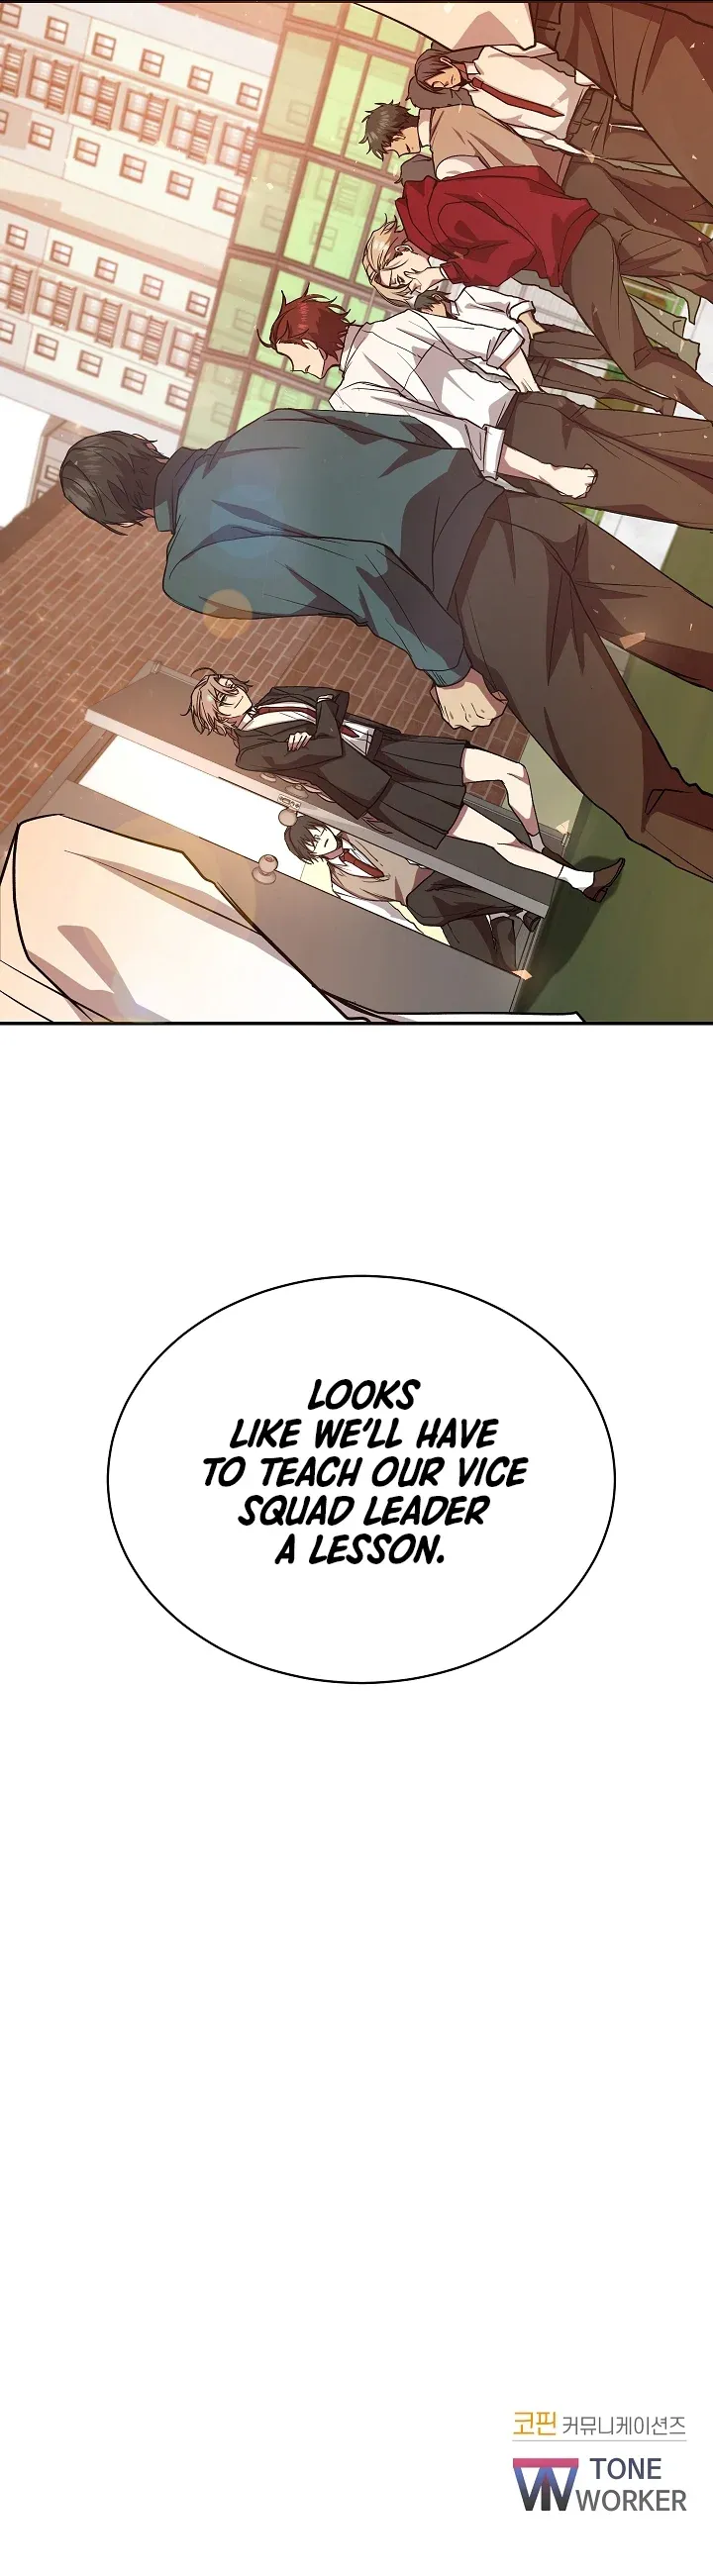 LOOKS
LIKE WE'LL HAVE
TO TEACH OUR VICE
SQUAD LEADER
A LESSON.
코핀 커뮤니케이션즈
TONE
WORKER